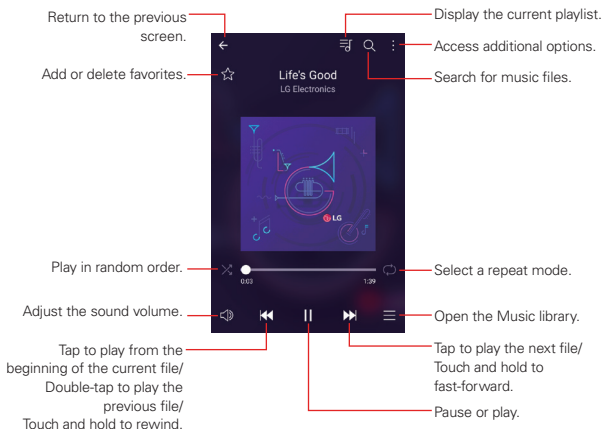 Return to the previous
screen.
Display the current playlist.
Access additional options.
Add or delete favorites.
Search for music files.
Life's Good
LG Electronics
LG
Play in random order.
Select a repeat mode.
0:03
1:39
Adjust the sound volume.
Open the Music library.
Tap to play from the
beginning of the current file/
Double-tap to play the
previous file/
Touch and hold to rewind.
Tap to play the next file/
Touch and hold to
fast-forward.
Pause or play.